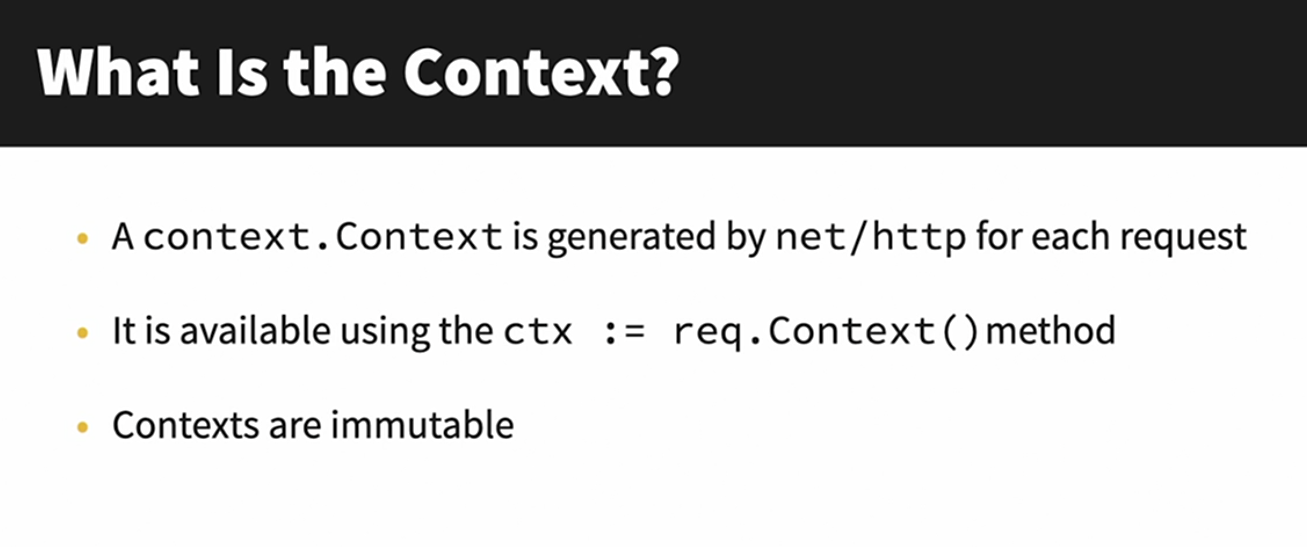 What Is the Context?
• A context.Context is generated by net/http for each request
• It is available using the ctx := req.Context() method
• Contexts are immutable